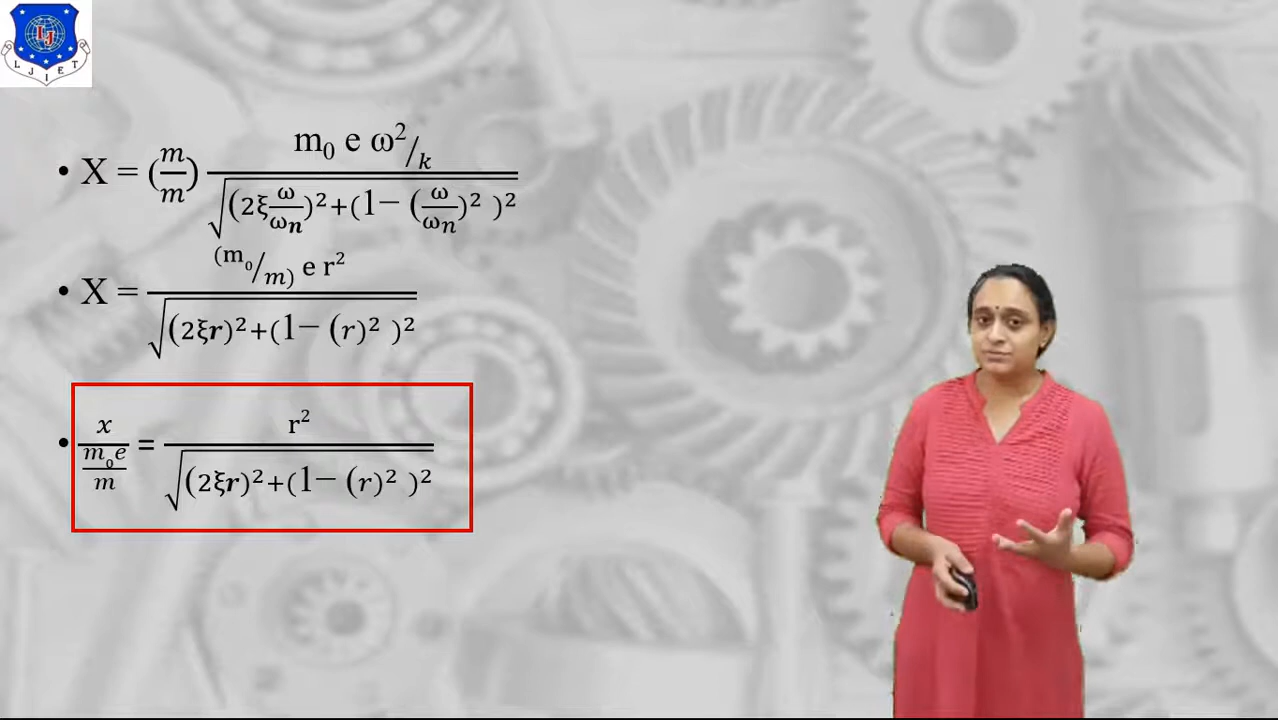 LJIET
• X = (m/m) m₀ e ω²/k / √((2ξ ω/ωₙ)²+(1− (ω/ωₙ)² )²)
• X = (m₀/m) e r² / √((2ξr)²+(1− (r)² )²)
• x / (m₀e/m) = r² / √((2ξr)²+(1− (r)² )²)